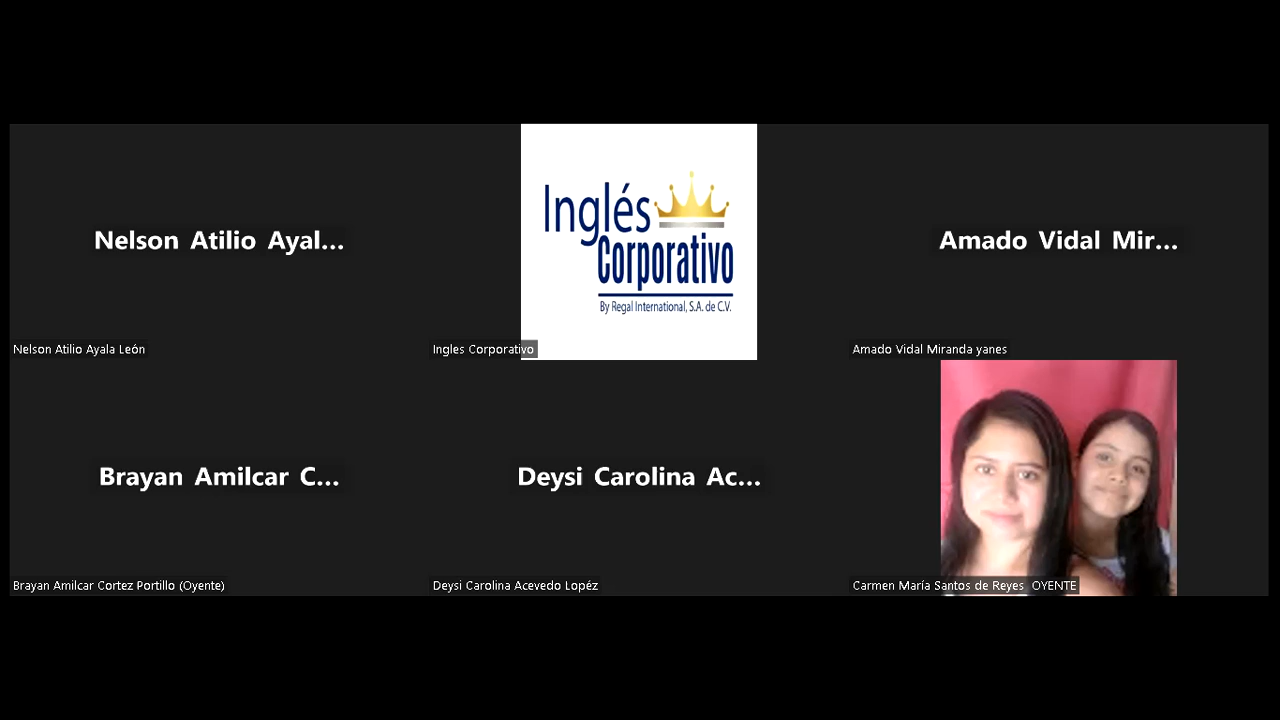 Nelson Atilio Ayal...
Nelson Atilio Ayala León
Inglés
Corporativo
By Regal International, S.A. de C.V.
Ingles Corporativo
Amado Vidal Mir...
Amado Vidal Miranda yanes
Brayan Amilcar C...
Brayan Amilcar Cortez Portillo (Oyente)
Deysi Carolina Ac...
Deysi Carolina Acevedo Lopéz
Carmen María Santos de Reyes OYENTE